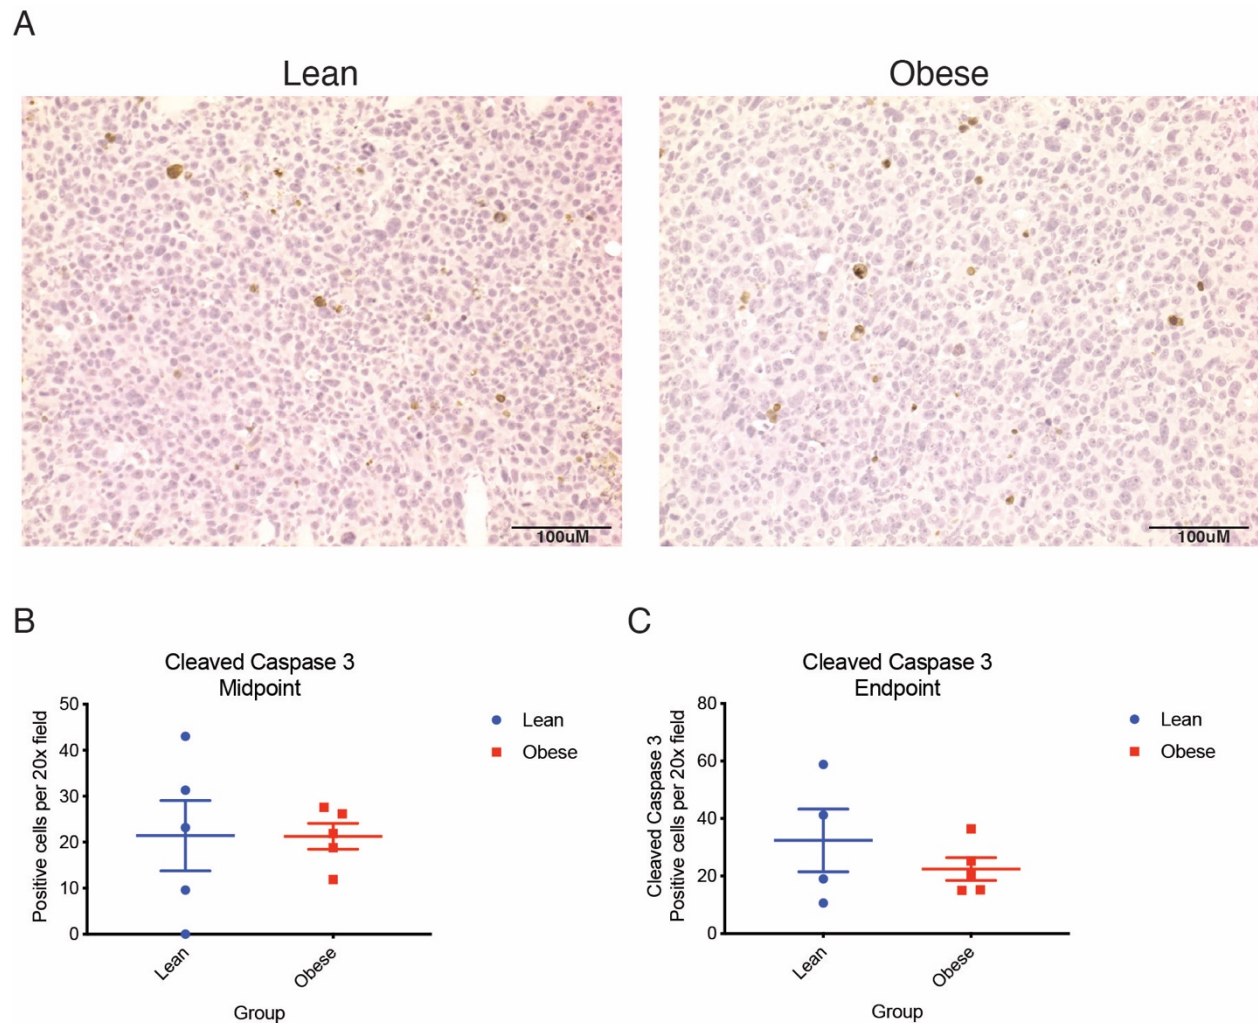 A
Lean
Obese
100uM
100uM
B
Cleaved Caspase 3
Midpoint
Positive cells per 20x field
50
40
30
20
10
0
Lean
Obese
Group
Lean
Obese
C
Cleaved Caspase 3
Endpoint
Cleaved Caspase 3
Positive cells per 20x field
80
60
40
20
0
Lean
Obese
Group
Lean
Obese